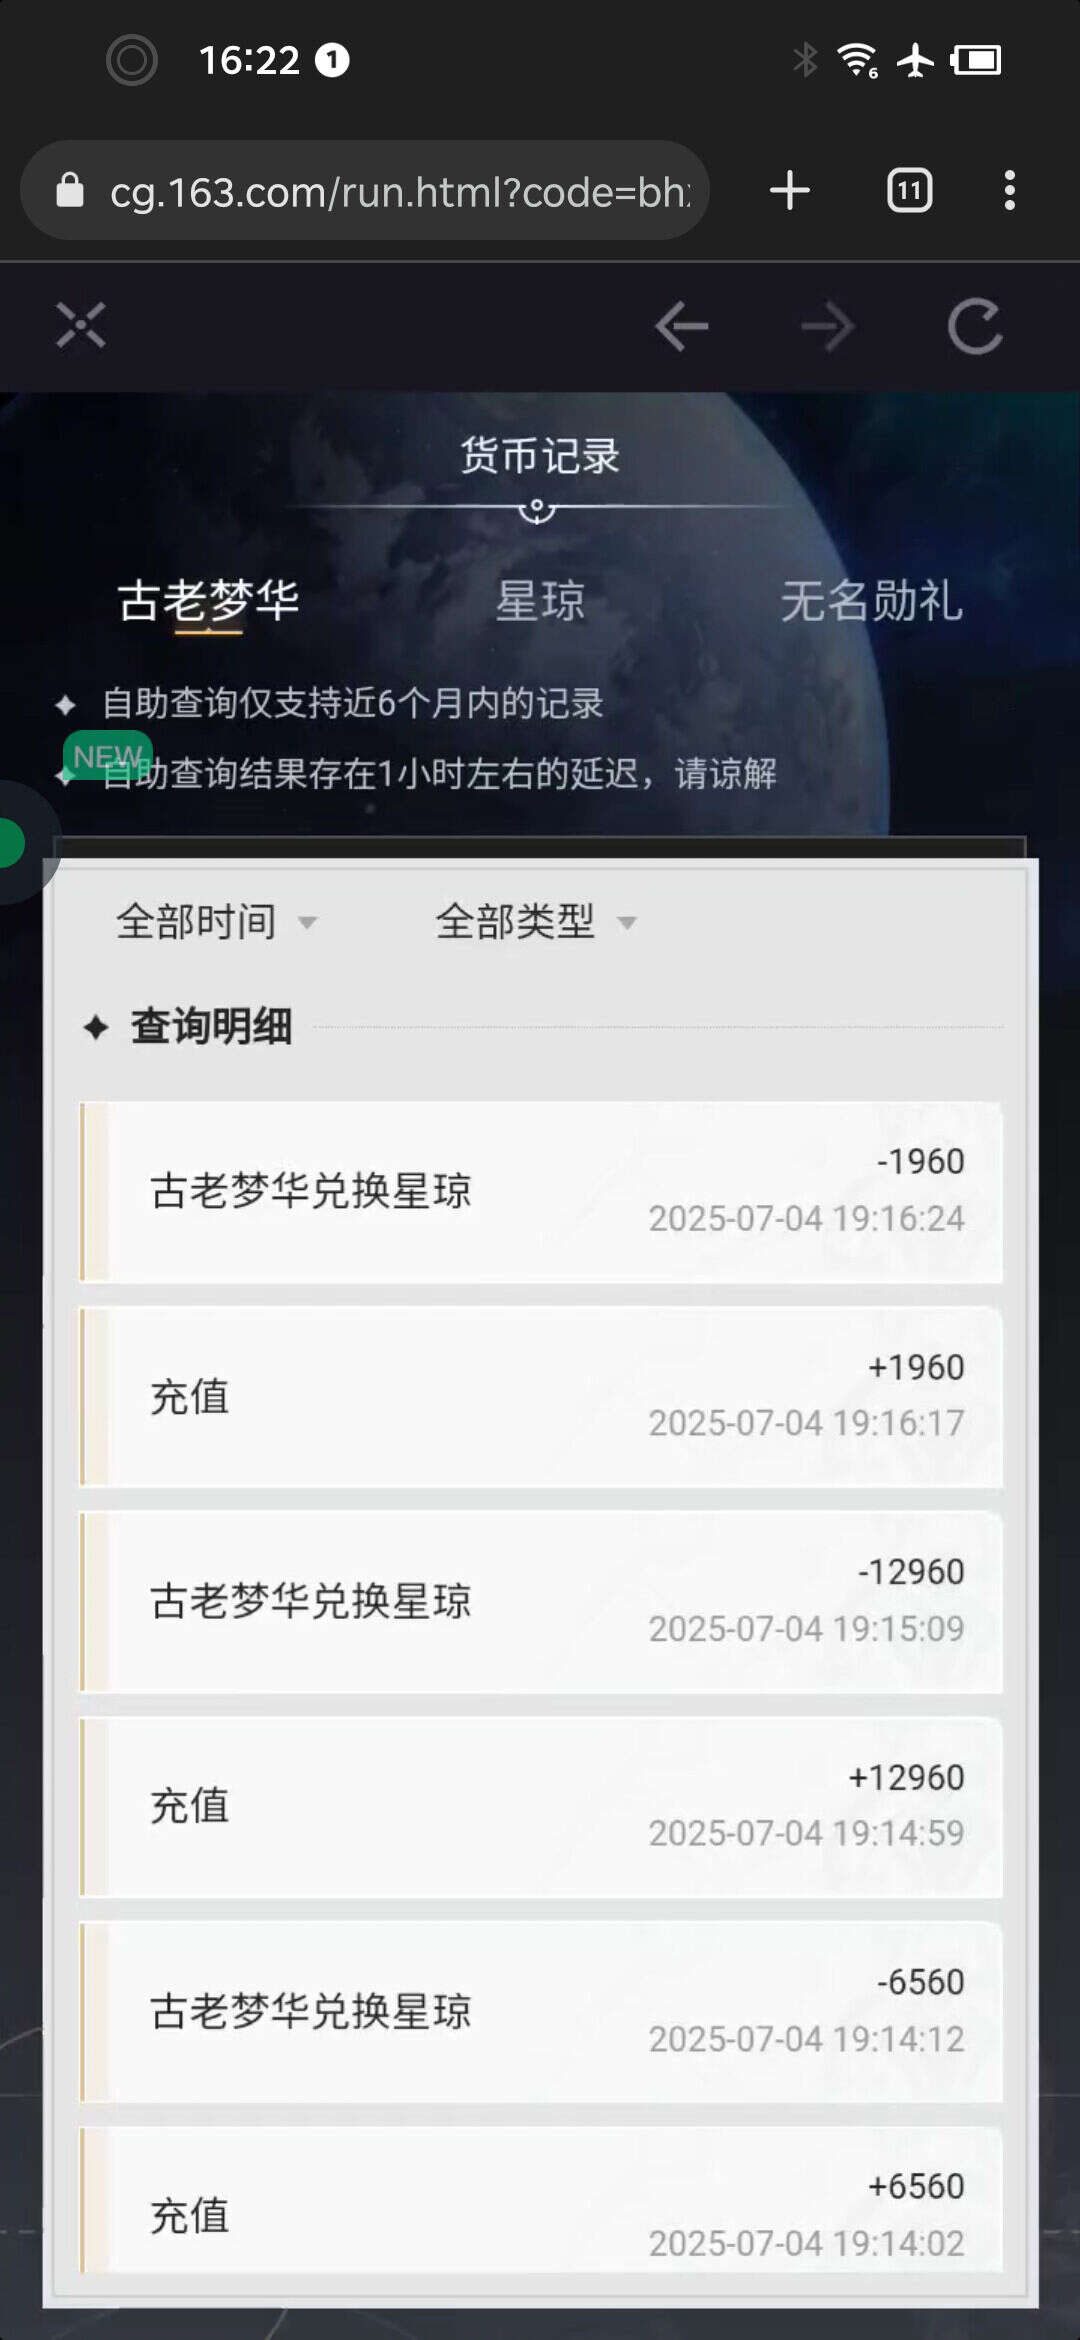 16:22 1
6
cg.163.com/run.html?code=bh
11
货币记录
古老梦华 星琼 无名勋礼
自助查询仅支持近6个月内的记录
NEW
自助查询结果存在1小时左右的延迟，请谅解
全部时间 全部类型
查询明细
-1960
古老梦华兑换星琼
2025-07-04 19:16:24
+1960
充值
2025-07-04 19:16:17
-12960
古老梦华兑换星琼
2025-07-04 19:15:09
+12960
充值
2025-07-04 19:14:59
-6560
古老梦华兑换星琼
2025-07-04 19:14:12
+6560
充值
2025-07-04 19:14:02